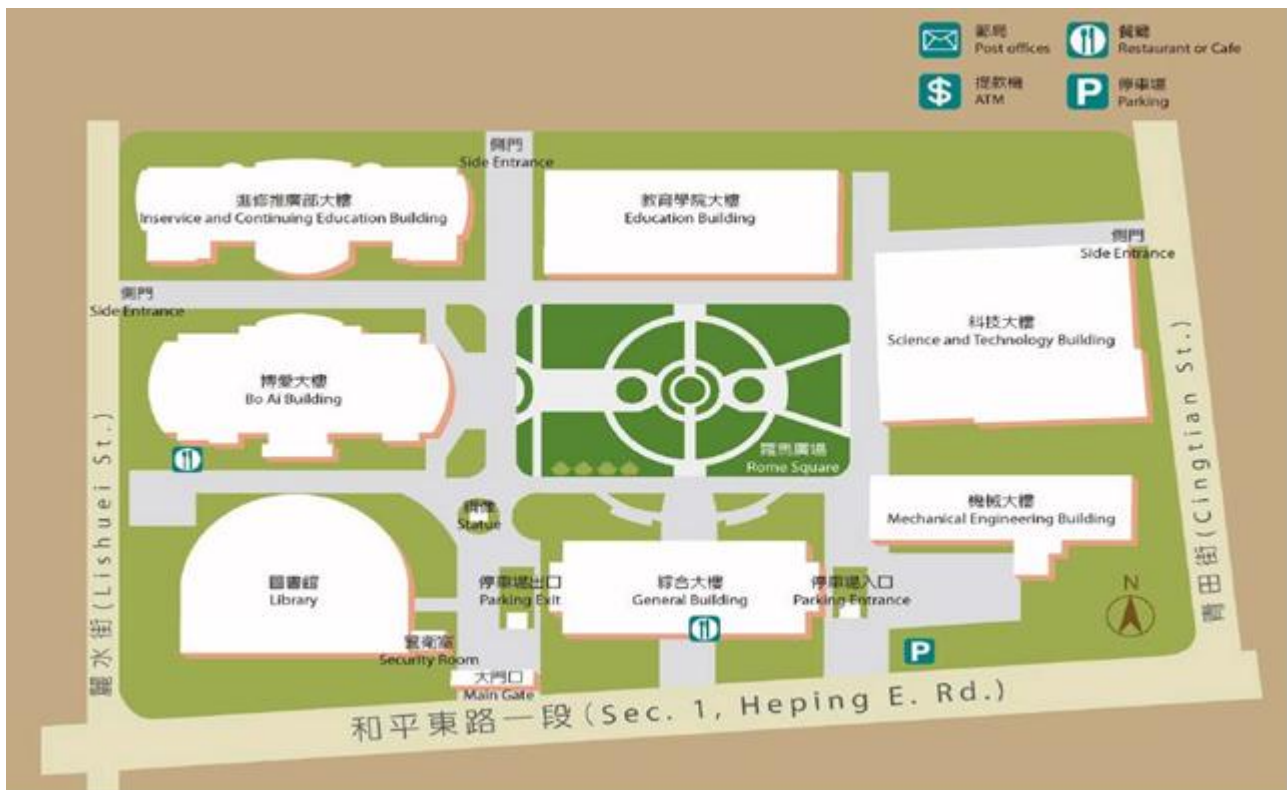 郵局
Post offices
餐廳
Restaurant or Cafe
提款機
ATM
P
停車場
Parking
側門
Side Entrance
進修推廣部大樓
Inservice and Continuing Education Building
教育學院大樓
Education Building
側門
Side Entrance
側門
Side Entrance
科技大樓
Science and Technology Building
博愛大樓
Bo Ai Building
羅馬廣場
Rome Square
機械大樓
Mechanical Engineering Building
銅像
Statue
圖書館
Library
停車場出口
Parking Exit
綜合大樓
General Building
停車場入口
Parking Entrance
N
警衛室
Security Room
P
大門口
Main Gate
麗水街(Lishuei St.)
青田街(Cingtian St.)
和平東路一段(Sec. 1, Heping E. Rd.)